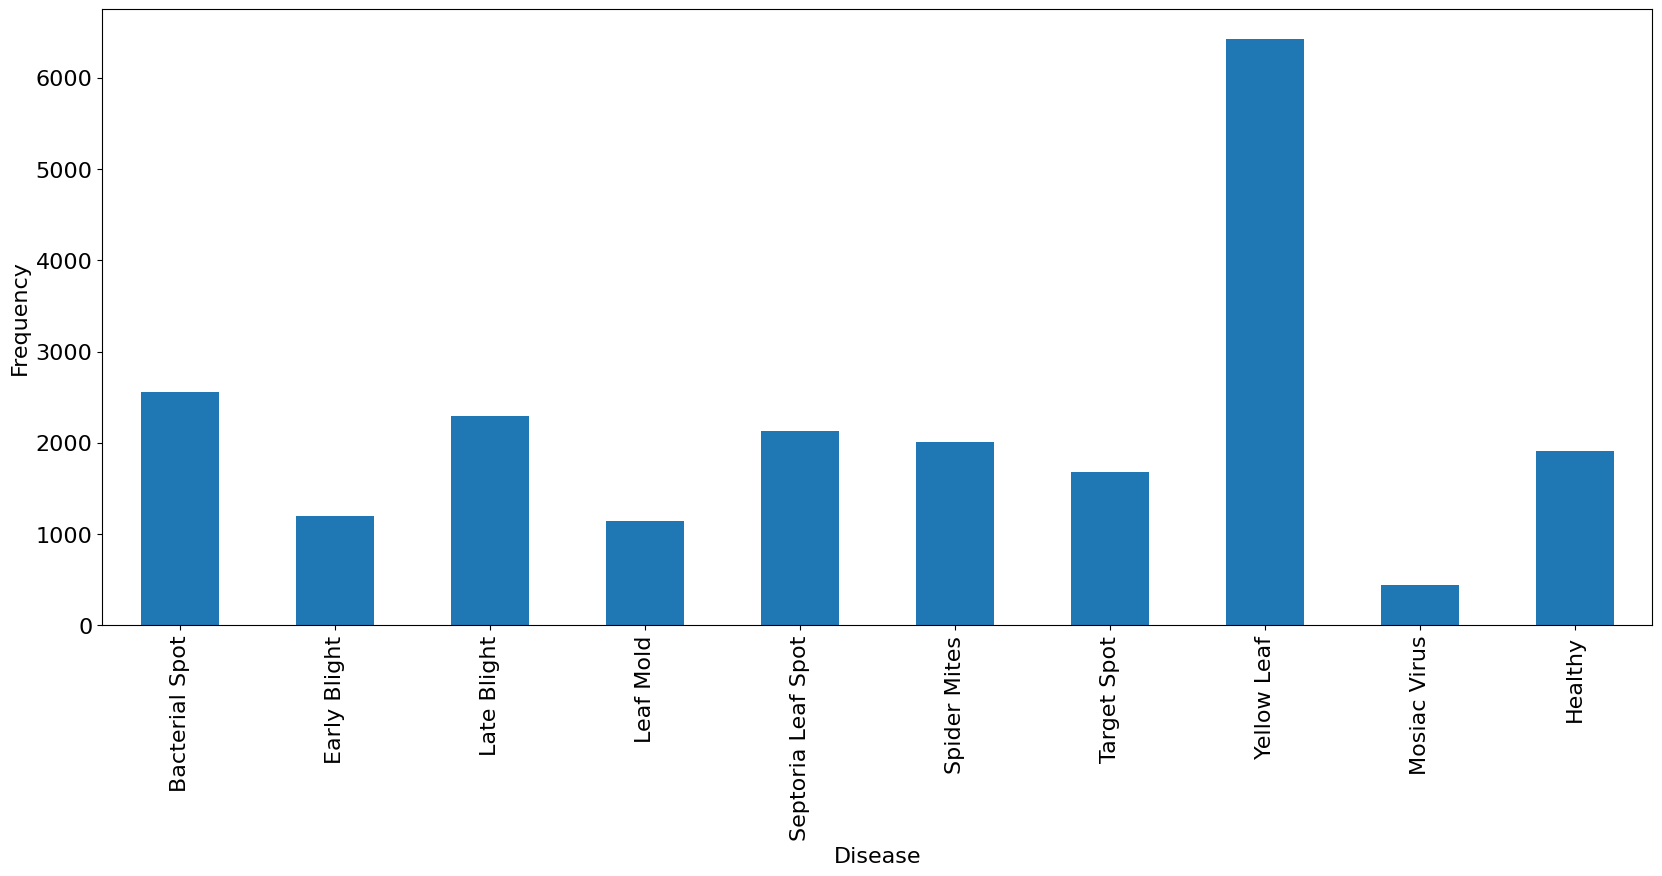 6000
5000
4000
3000
2000
1000
0
Frequency
Bacterial Spot
Early Blight
Late Blight
Leaf Mold
Septoria Leaf Spot
Spider Mites
Target Spot
Yellow Leaf
Mosiac Virus
Healthy
Disease